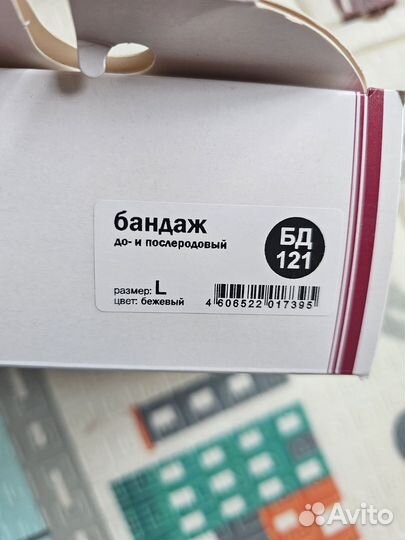 бандаж
до- и послеродовый
БД
121
размер: L
цвет: бежевый
4 606522 017395
Avito